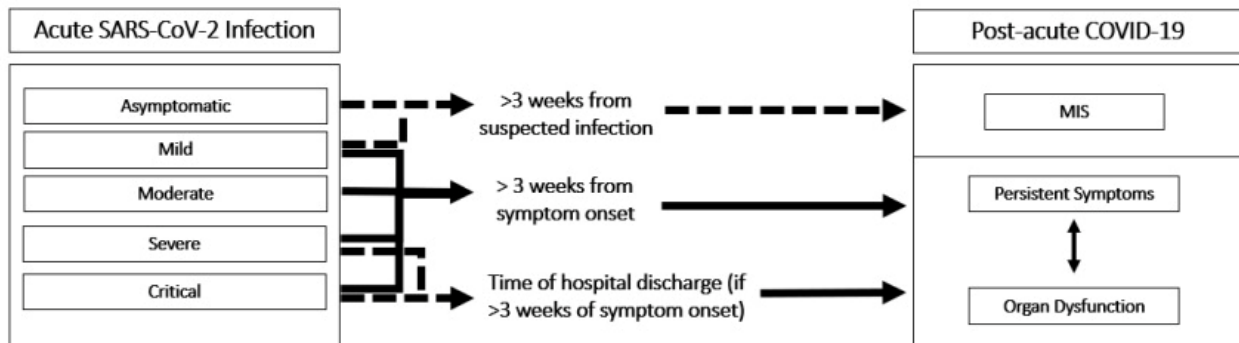 Acute SARS-CoV-2 Infection
Asymptomatic
Mild
Moderate
Severe
Critical
>3 weeks from
suspected infection
> 3 weeks from
symptom onset
Time of hospital discharge (if
>3 weeks of symptom onset)
Post-acute COVID-19
MIS
Persistent Symptoms
Organ Dysfunction